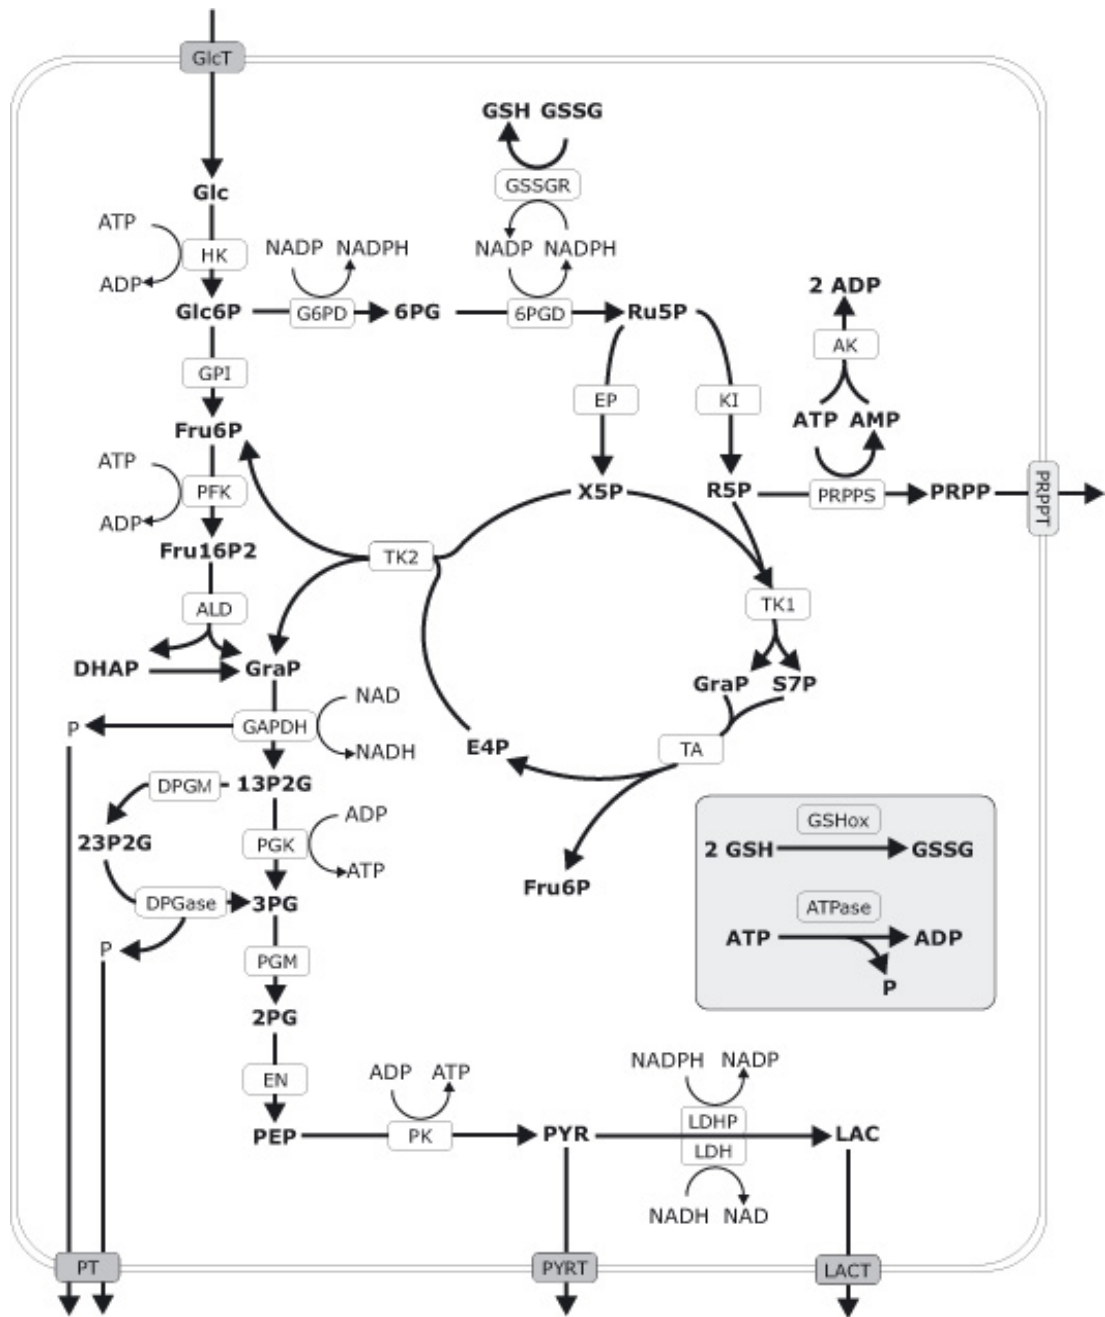 GlcT
GSH GSSG
GSSGR
Glc
ATP
HK
ADP
NADP NADPH
NADP NADPH
2 ADP
Glc6P
G6PD
6PG
6PGD
Ru5P
AK
GPI
EP
KI
ATP AMP
Fru6P
ATP
PFK
ADP
X5P
R5P
PRPPS
PRPP
PRPPT
Fru16P2
TK2
ALD
TK1
DHAP
GraP
GraP S7P
NAD
P
GAPDH
NADH
E4P
TA
DPGM
13P2G
ADP
23P2G
PGK
ATP
GSHox
2 GSH
GSSG
Fru6P
DPGase
3PG
ATPase
P
ATP
ADP
PGM
P
2PG
EN
ADP ATP
NADPH NADP
PEP
PK
PYR
LDHP
LAC
LDH
NADH NAD
PT
PYRT
LACT